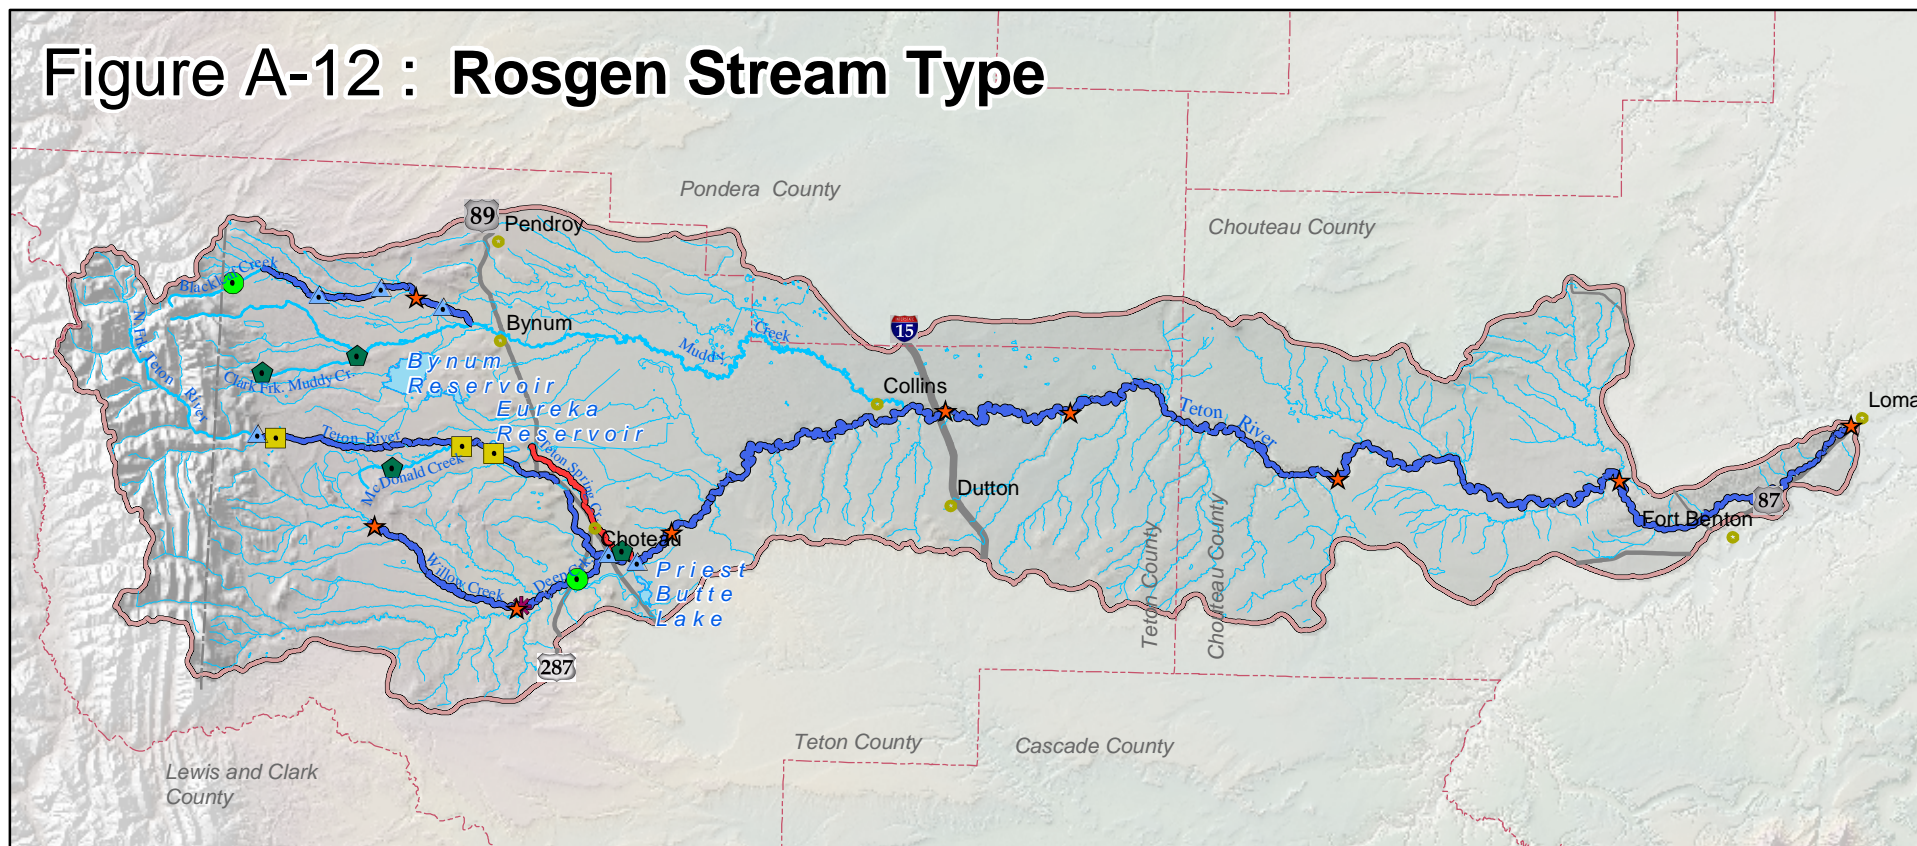 Figure A-12 : Rosgen Stream Type
Pondera County
Chouteau County
89
Pendroy
Creek
N. Frk. Teton River
Bynum
Muddy Creek
15
Bynum
Reservoir
Clark Frk. Muddy Cr.
Collins
Eureka
Reservoir
Teton River
Loma
Teton River
McDonald Creek
Teton Spring
Dutton
87
Fort Benton
Choteau
Willow Creek
Deep
Priest
Butte
Lake
Teton County
Chouteau County
287
Teton County
Cascade County
Lewis and Clark
County